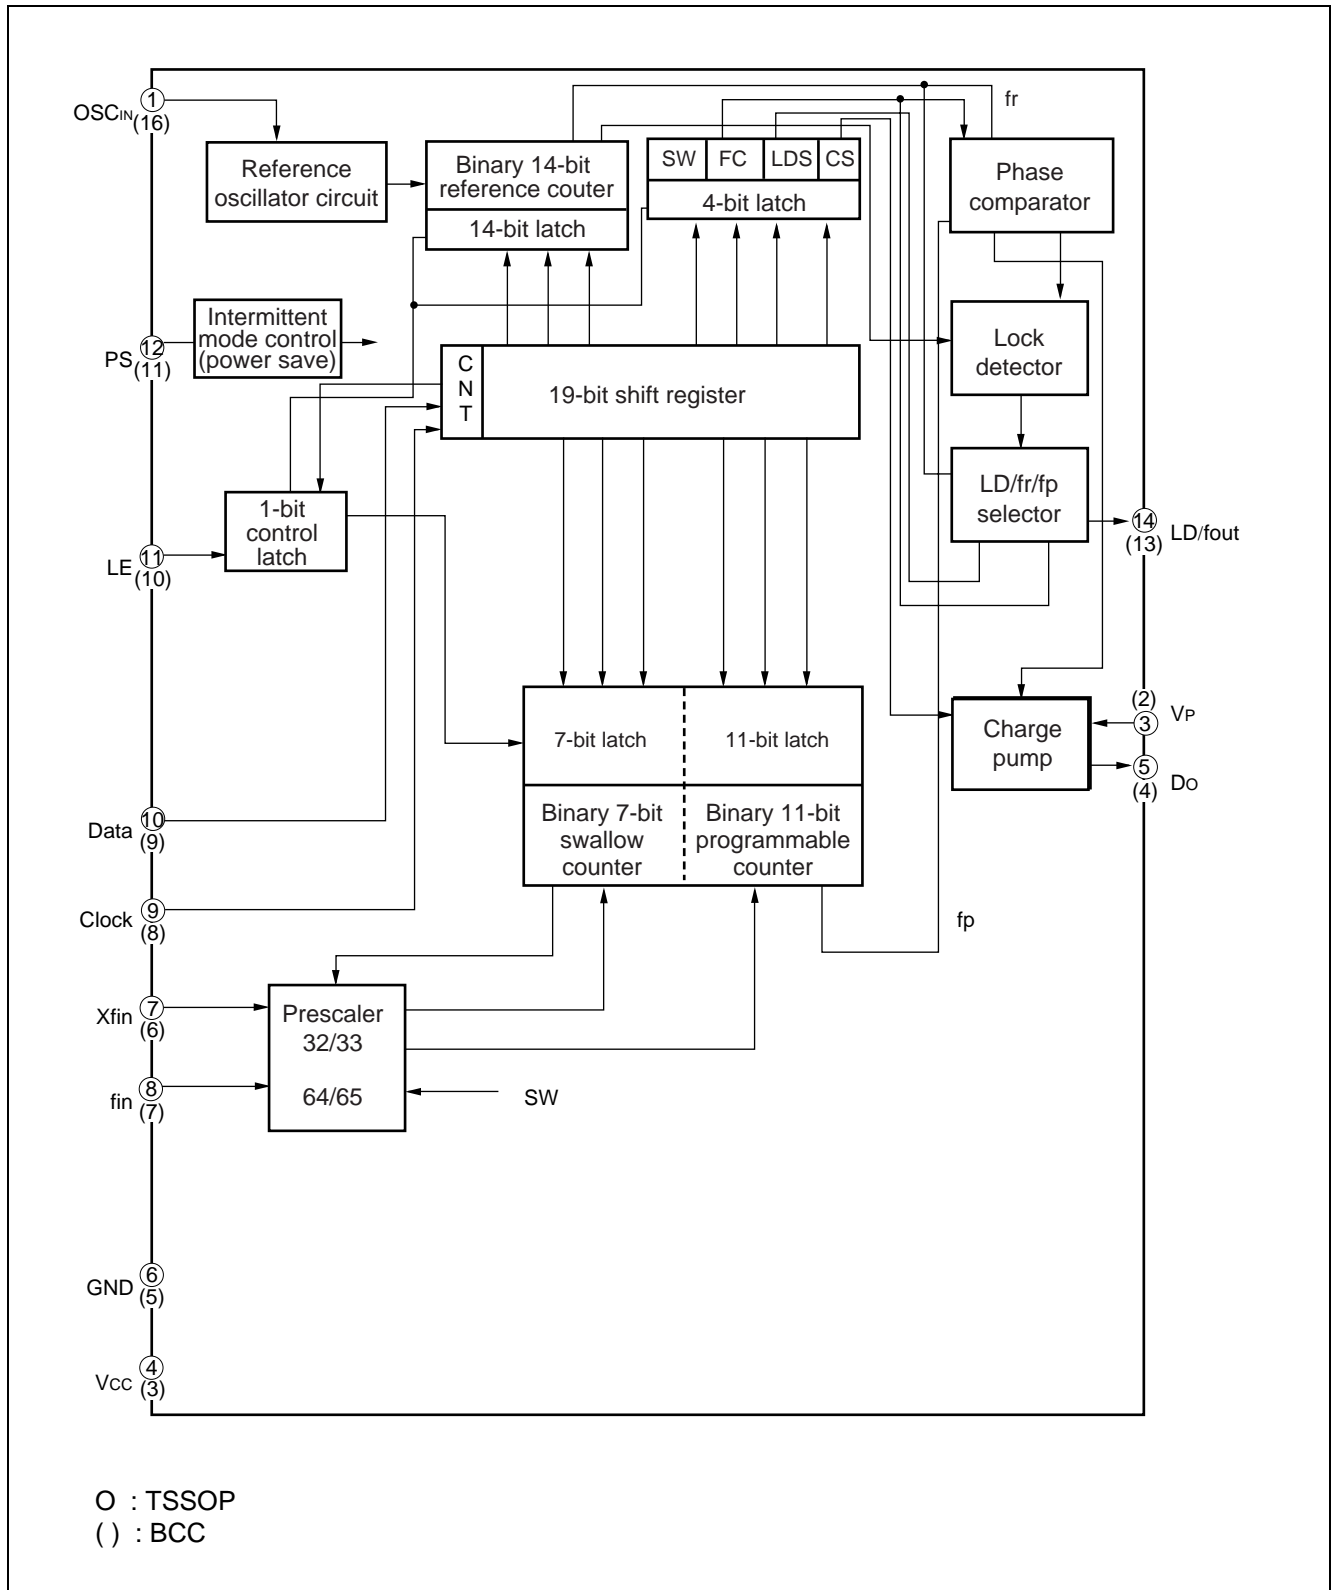 1
OSCIN
(16)
Reference
oscillator circuit
Binary 14-bit
reference couter
14-bit latch
SW FC LDS CS
4-bit latch
fr
Phase
comparator
Intermittent
mode control
(power save)
12
PS
(11)
C
N
T
19-bit shift register
Lock
detector
1-bit
control
latch
11
LE
(10)
LD/fr/fp
selector
14
LD/fout
(13)
7-bit latch
11-bit latch
Binary 7-bit
swallow
counter
Binary 11-bit
programmable
counter
Charge
pump
(2)
VP
3
5
DO
(4)
10
Data
(9)
9
Clock
(8)
fp
7
Xfin
(6)
Prescaler
32/33
64/65
SW
8
fin
(7)
6
GND
(5)
4
VCC
(3)
O : TSSOP
( ) : BCC